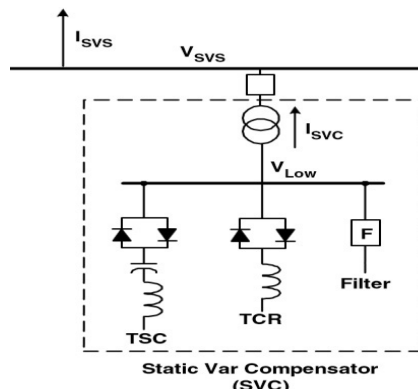 I_SVS
V_SVS
I_SVC
V_Low
F
Filter
TSC
TCR
Static Var Compensator
(SVC)